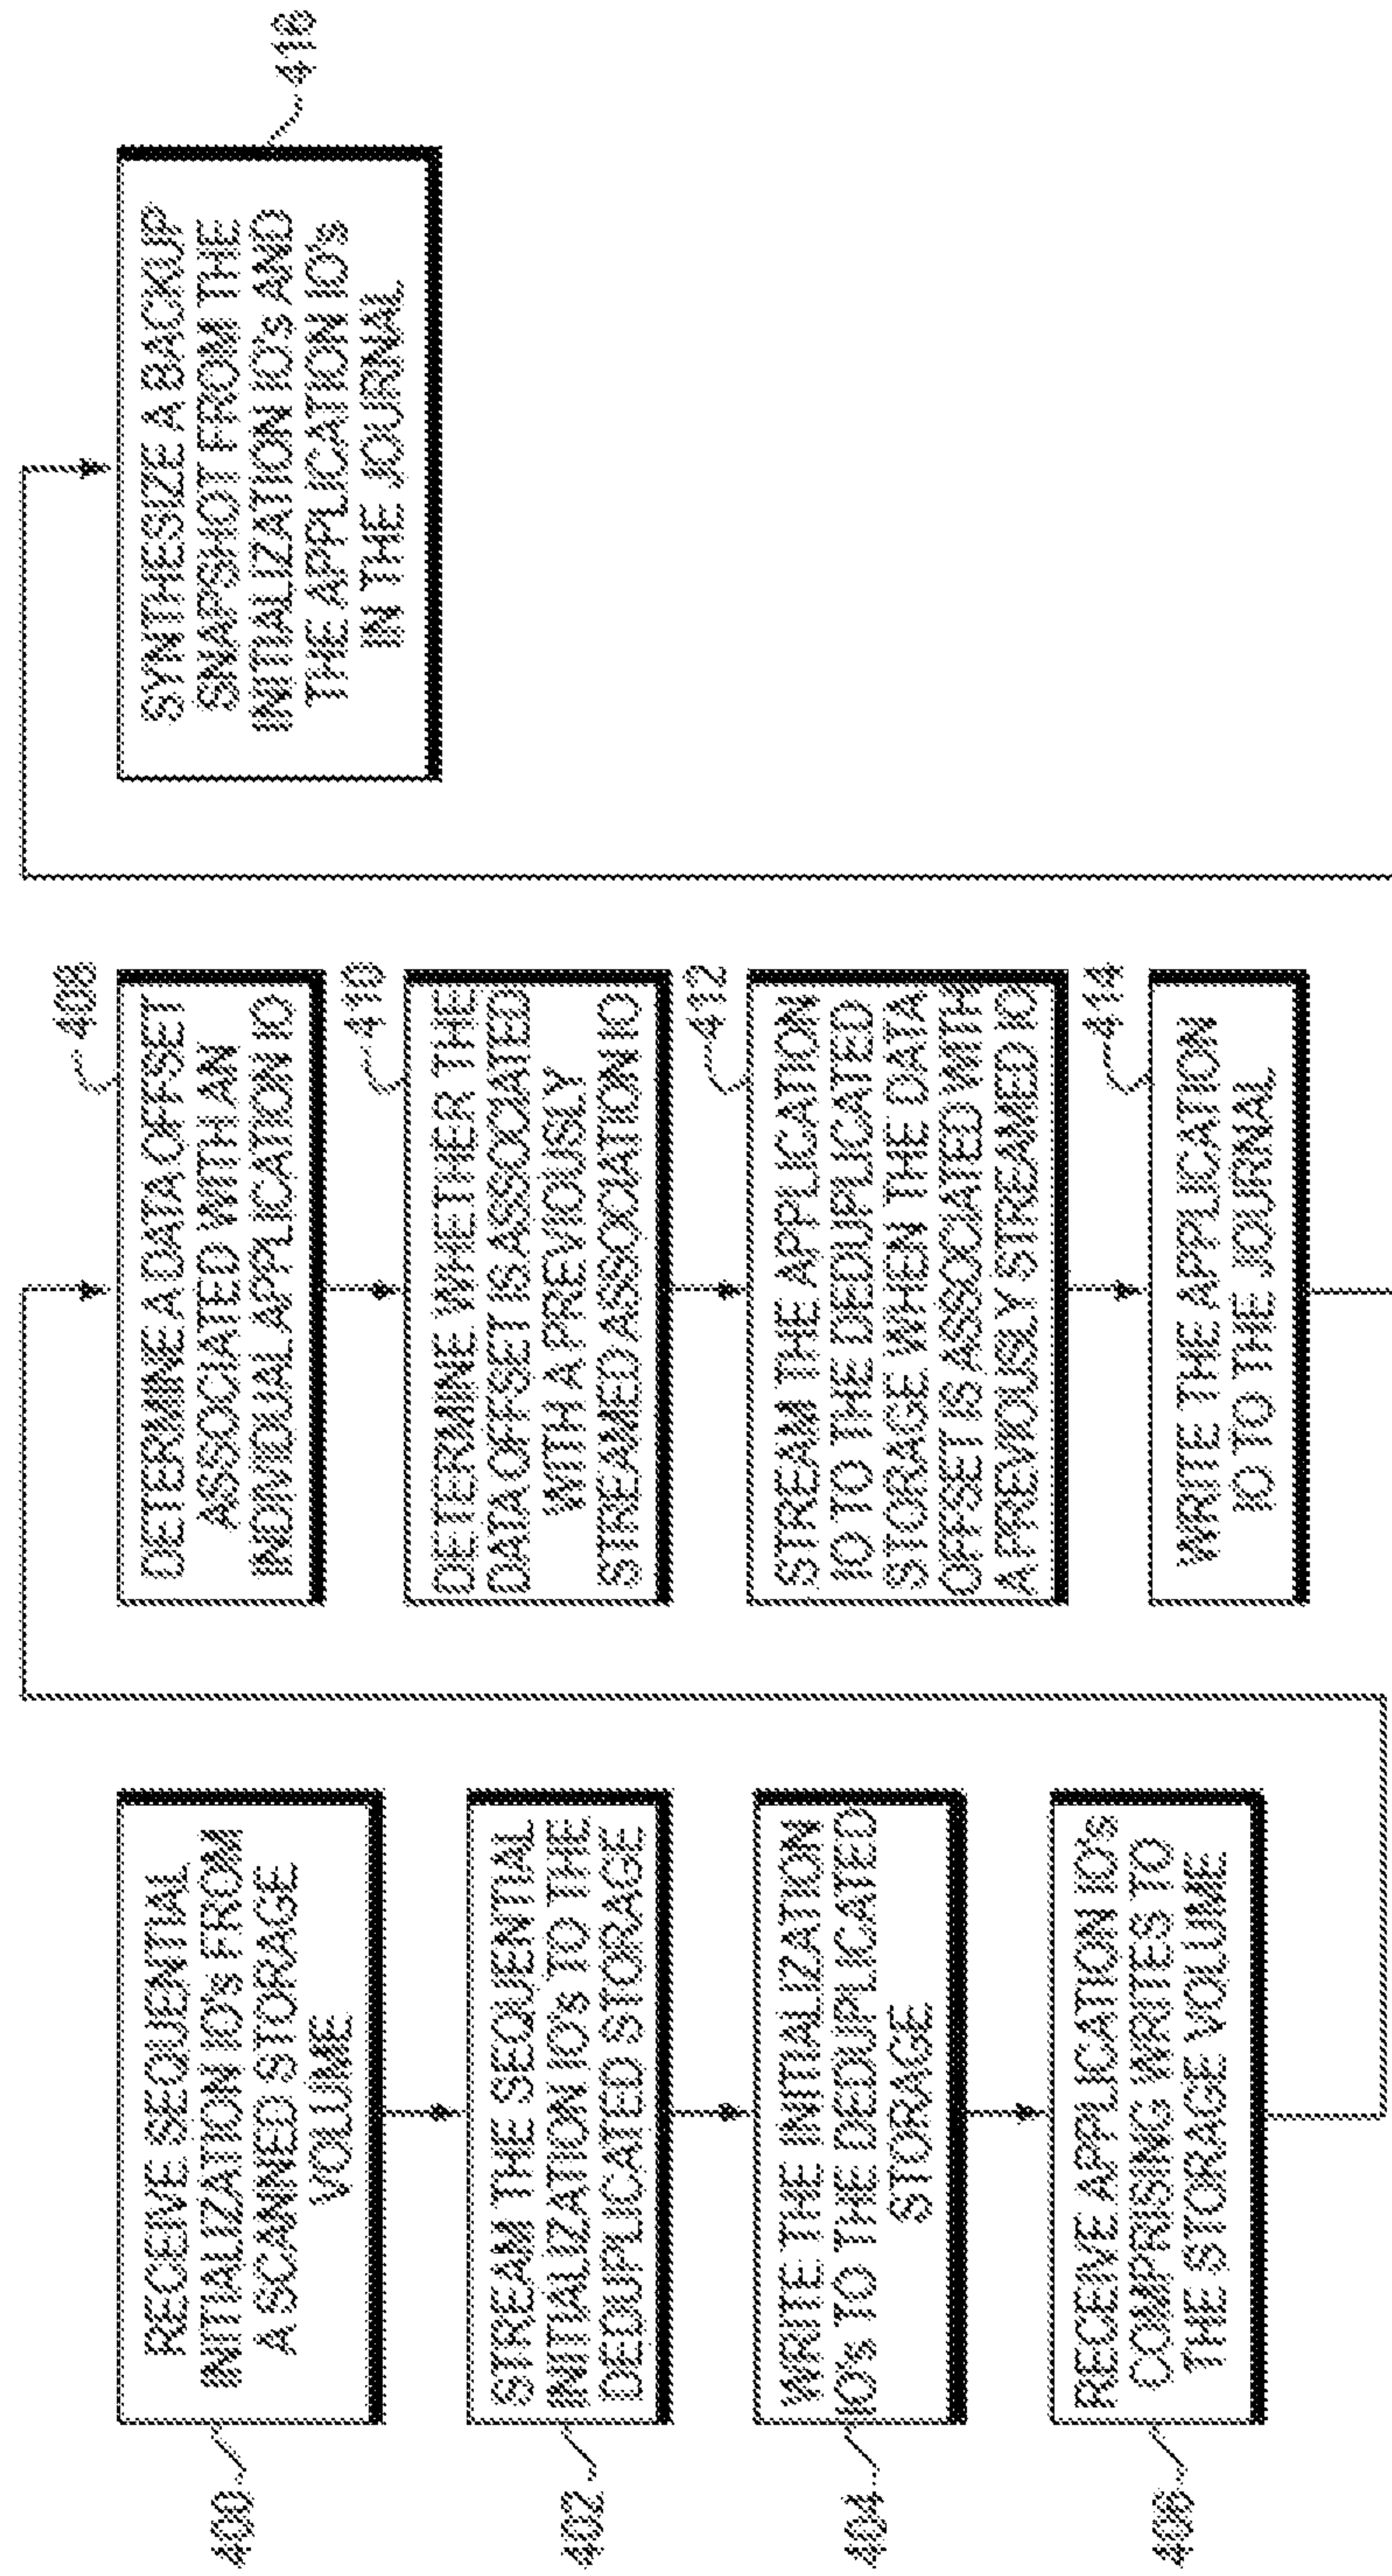 400
RECEIVE SEQUENTIAL
INITIALIZATION IO's FROM
A SCANNED STORAGE
VOLUME
402
STREAM THE SEQUENTIAL
INITIALIZATION IO's TO THE
DEDUPLICATED STORAGE
404
WRITE THE INITIALIZATION
IO's TO THE DEDUPLICATED
STORAGE
406
RECEIVE APPLICATION IO's
COMPRISING WRITES TO
THE STORAGE VOLUME
408
DETERMINE A DATA OFFSET
ASSOCIATED WITH AN
INDIVIDUAL APPLICATION IO
410
DETERMINE WHETHER THE
DATA OFFSET IS ASSOCIATED
WITH A PREVIOUSLY
STREAMED ASSOCIATION IO
412
STREAM THE APPLICATION
IO TO THE DEDUPLICATED
STORAGE WHEN THE DATA
OFFSET IS ASSOCIATED WITH
A PREVIOUSLY STREAMED IO
414
WRITE THE APPLICATION
IO TO THE JOURNAL
416
SYNTHESIZE A BACKUP
SNAPSHOT FROM THE
INITIALIZATION IO's AND
THE APPLICATION IO's
IN THE JOURNAL